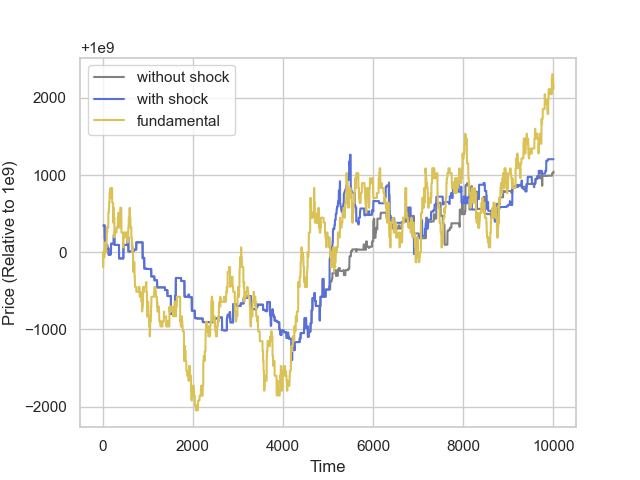 +1e9
without shock
with shock
fundamental
2000
1000
0
−1000
−2000
Price (Relative to 1e9)
0
2000
4000
6000
8000
10000
Time